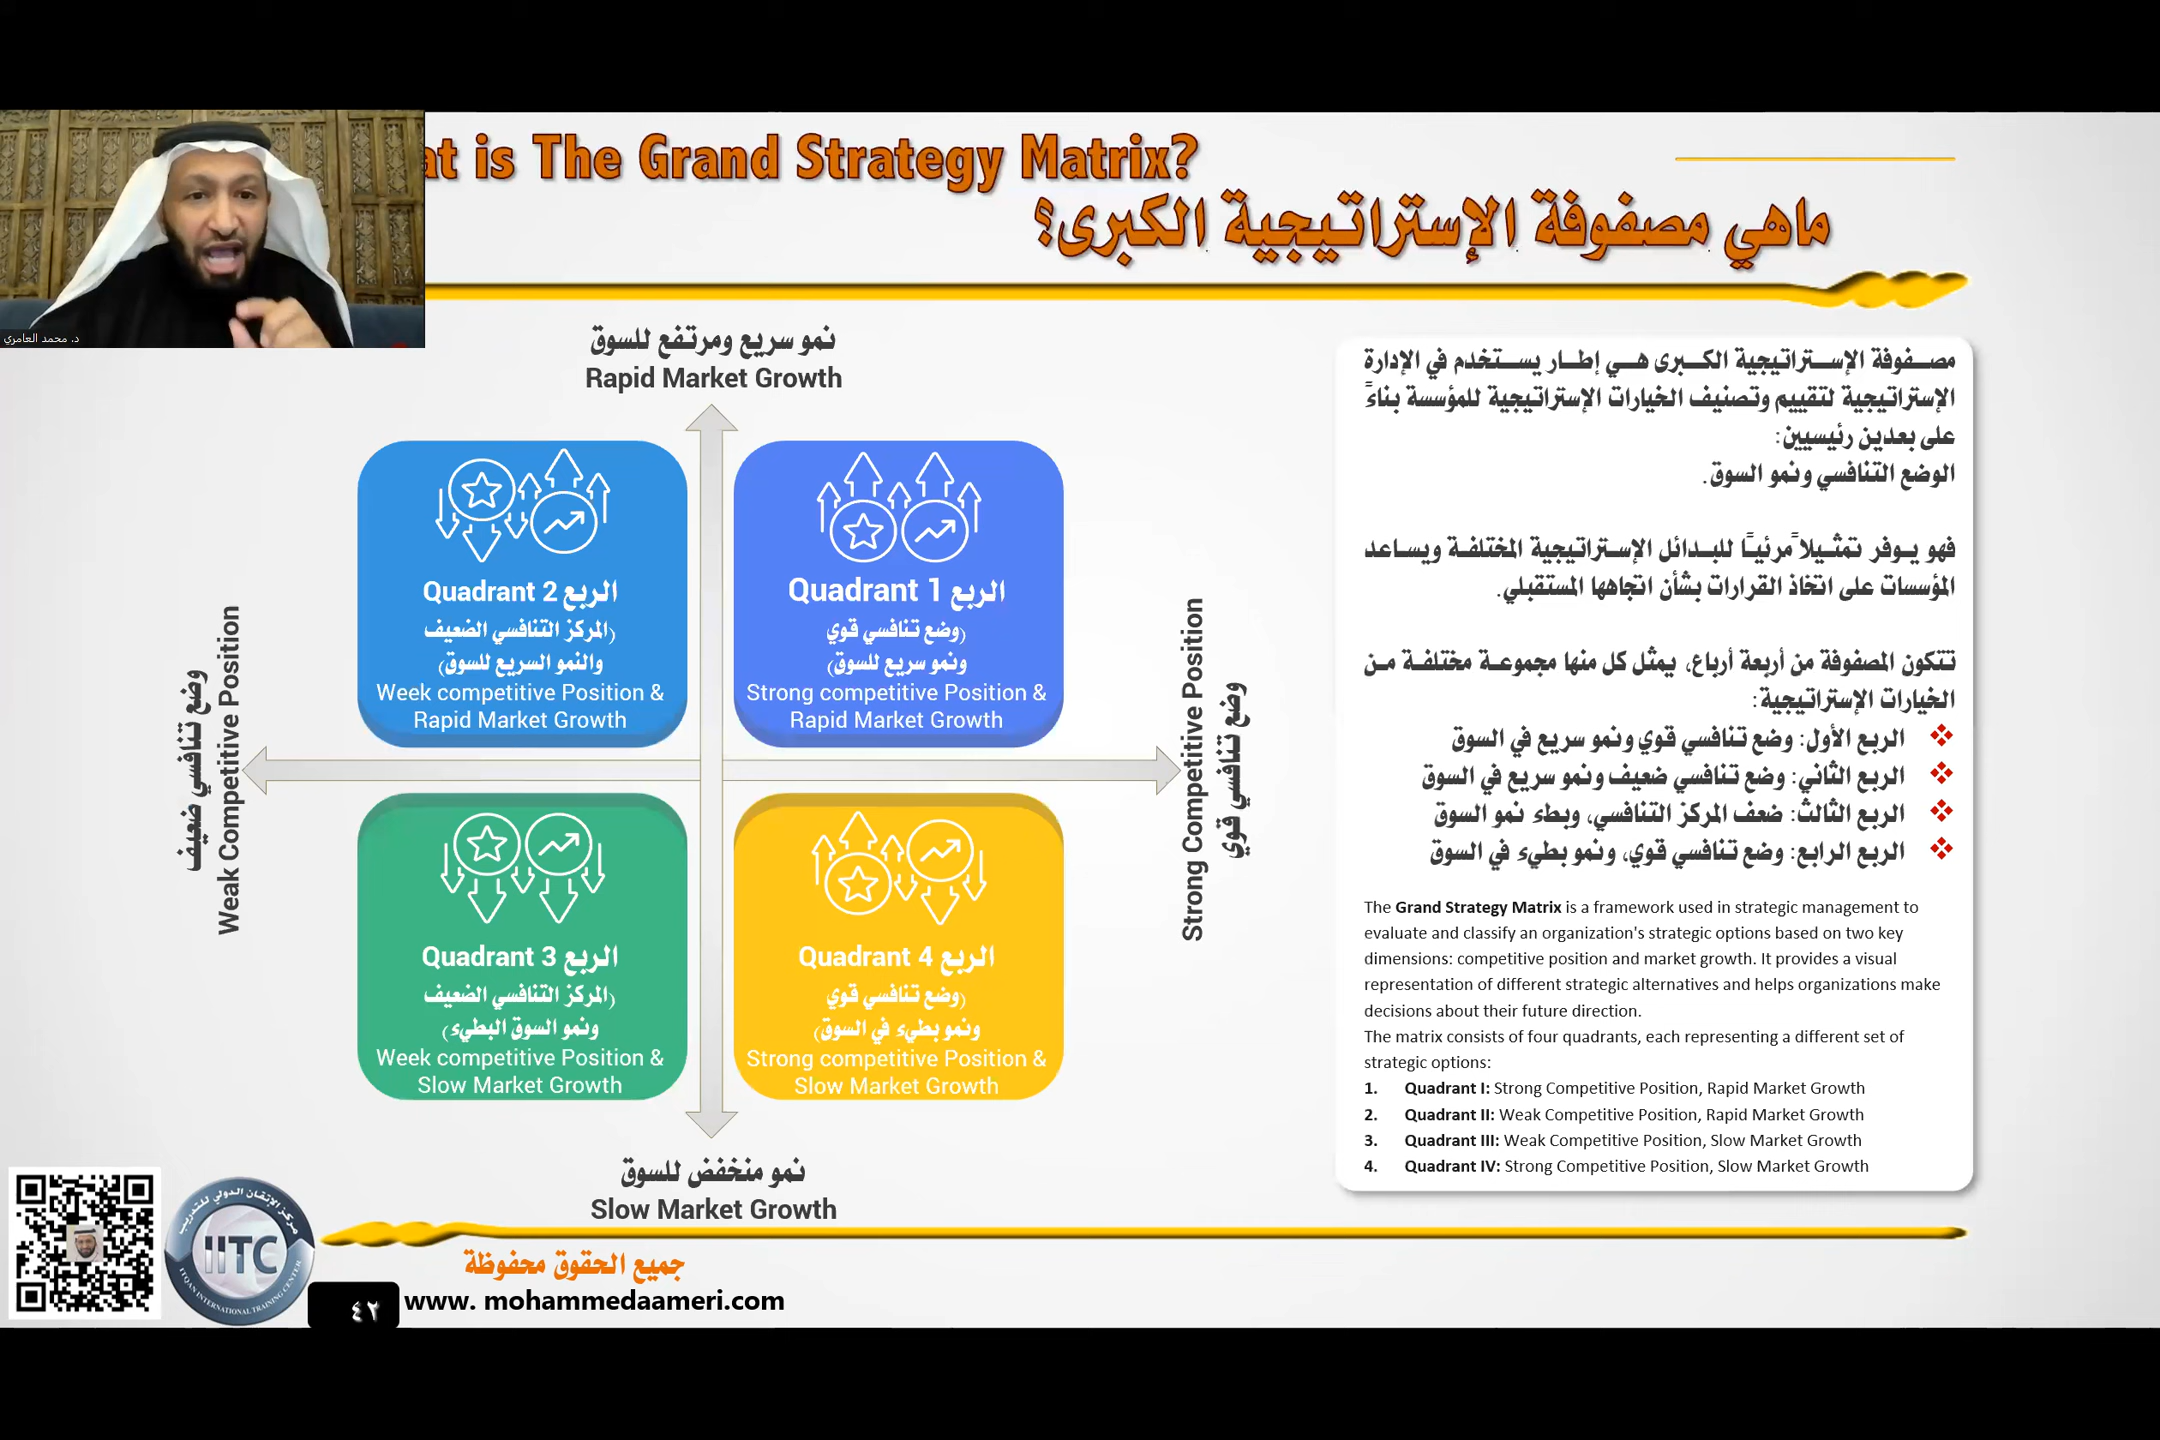 at is The Grand Strategy Matrix?
ماهي مصفوفة الإستراتيجية الكبرى؟
د. محمد العامري
نمو سريع ومرتفع للسوق
Rapid Market Growth
وضع تنافسي ضعيف
Weak Competitive Position
Quadrant 2 الربع
(المركز التنافسي الضعيف
والنمو السريع للسوق)
Week competitive Position &
Rapid Market Growth
Quadrant 1 الربع
(وضع تنافسي قوي
ونمو سريع للسوق)
Strong competitive Position &
Rapid Market Growth
Quadrant 3 الربع
(المركز التنافسي الضعيف
ونمو السوق البطيء)
Week competitive Position &
Slow Market Growth
Quadrant 4 الربع
(وضع تنافسي قوي
ونمو بطيء في السوق)
Strong competitive Position &
Slow Market Growth
Strong Competitive Position
وضع تنافسي قوي
نمو منخفض للسوق
Slow Market Growth
مصفوفة الإستراتيجية الكبرى هي إطار يستخدم في الإدارة
الإستراتيجية لتقييم وتصنيف الخيارات الإستراتيجية للمؤسسة بناءً
على بعدين رئيسيين:
الوضع التنافسي ونمو السوق.
فهو يوفر تمثيلاً مرئياً للبدائل الإستراتيجية المختلفة ويساعد
المؤسسات على اتخاذ القرارات بشأن اتجاهها المستقبلي.
تتكون المصفوفة من أربعة أرباع، يمثل كل منها مجموعة مختلفة من
الخيارات الإستراتيجية:
❖ الربع الأول: وضع تنافسي قوي ونمو سريع في السوق
❖ الربع الثاني: وضع تنافسي ضعيف ونمو سريع في السوق
❖ الربع الثالث: ضعف المركز التنافسي، وبطء نمو السوق
❖ الربع الرابع: وضع تنافسي قوي، ونمو بطيء في السوق
The Grand Strategy Matrix is a framework used in strategic management to
evaluate and classify an organization's strategic options based on two key
dimensions: competitive position and market growth. It provides a visual
representation of different strategic alternatives and helps organizations make
decisions about their future direction.
The matrix consists of four quadrants, each representing a different set of
strategic options:
1. Quadrant I: Strong Competitive Position, Rapid Market Growth
2. Quadrant II: Weak Competitive Position, Rapid Market Growth
3. Quadrant III: Weak Competitive Position, Slow Market Growth
4. Quadrant IV: Strong Competitive Position, Slow Market Growth
مركز الإتقان الدولي للتدريب
IITC
ITQAN INTERNATIONAL TRAINING CENTER
جميع الحقوق محفوظة
٤٢
www. mohammedaameri.com